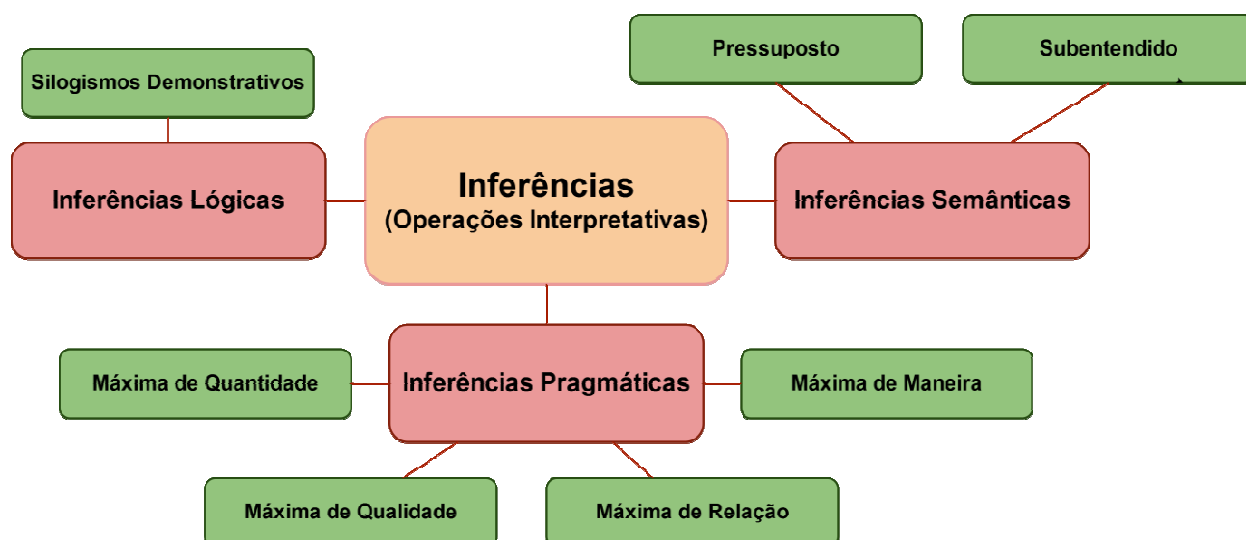 Pressuposto
Subentendido
Silogismos Demonstrativos
Inferências Lógicas
Inferências
(Operações Interpretativas)
Inferências Semânticas
Máxima de Quantidade
Inferências Pragmáticas
Máxima de Maneira
Máxima de Qualidade
Máxima de Relação